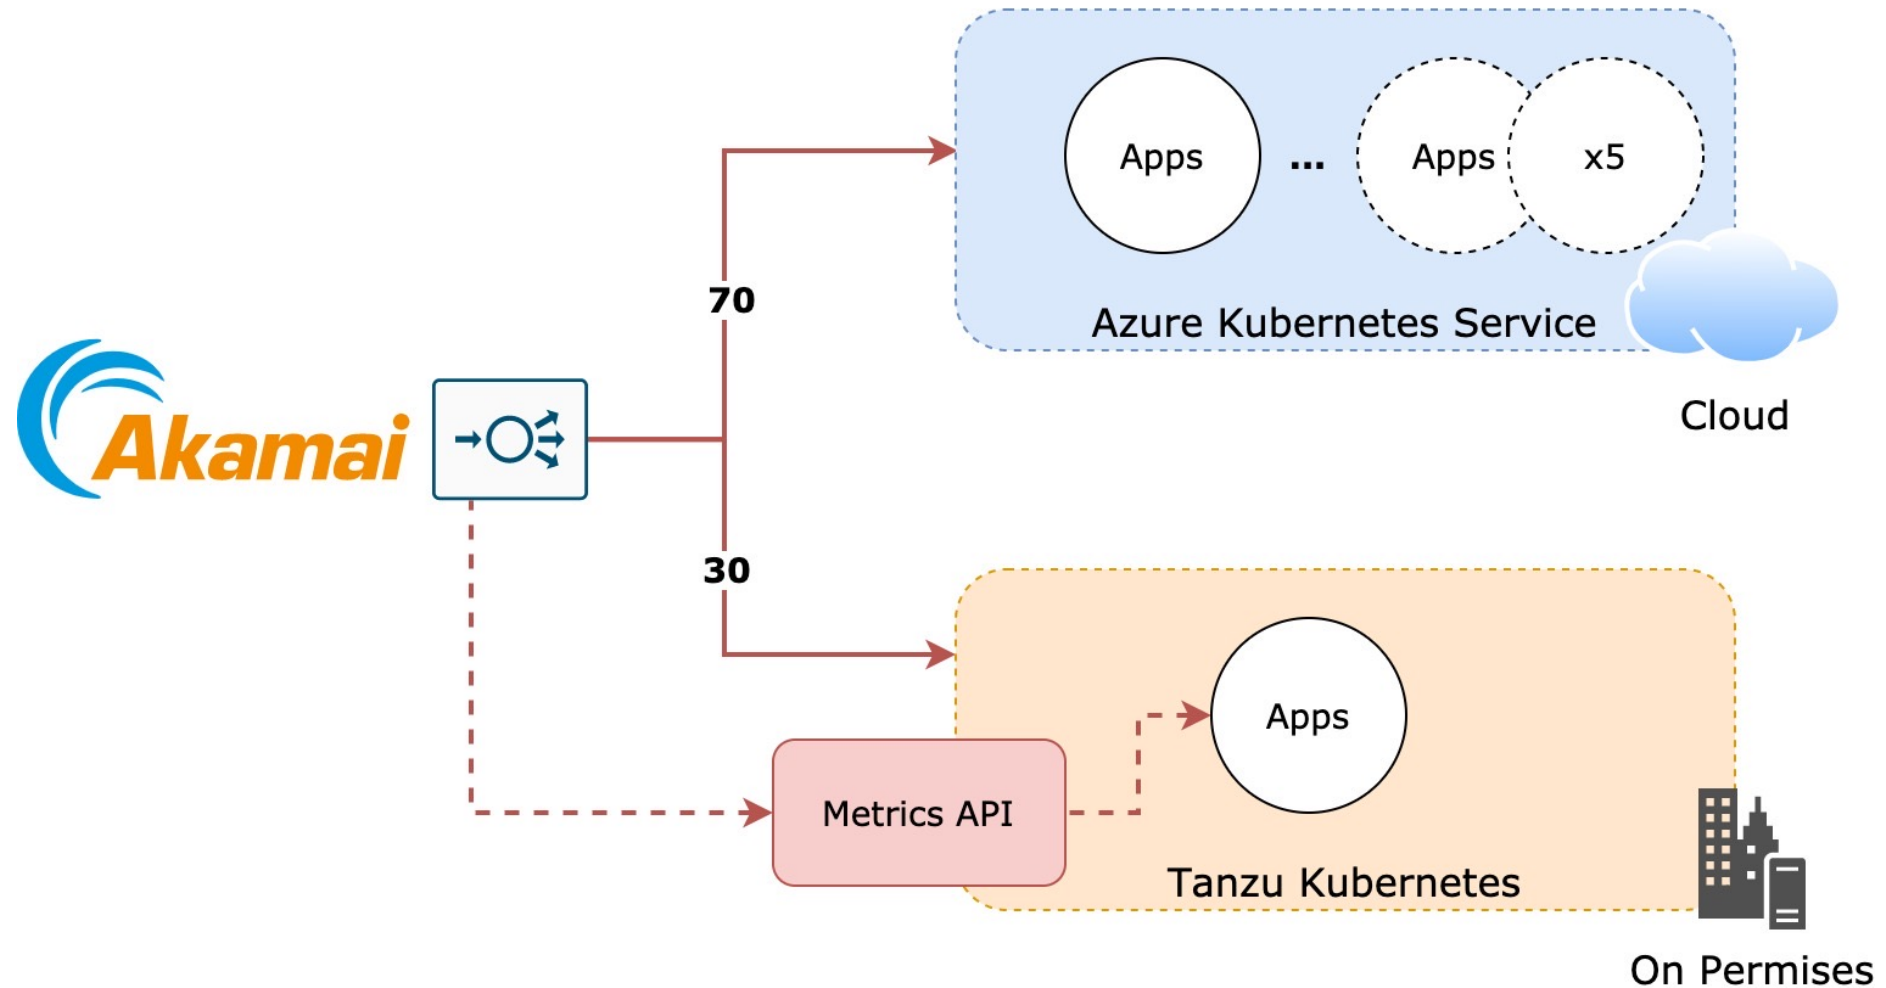 Apps
...
Apps
x5
70
Azure Kubernetes Service
Cloud
Akamai
30
Apps
Metrics API
Tanzu Kubernetes
On Permises